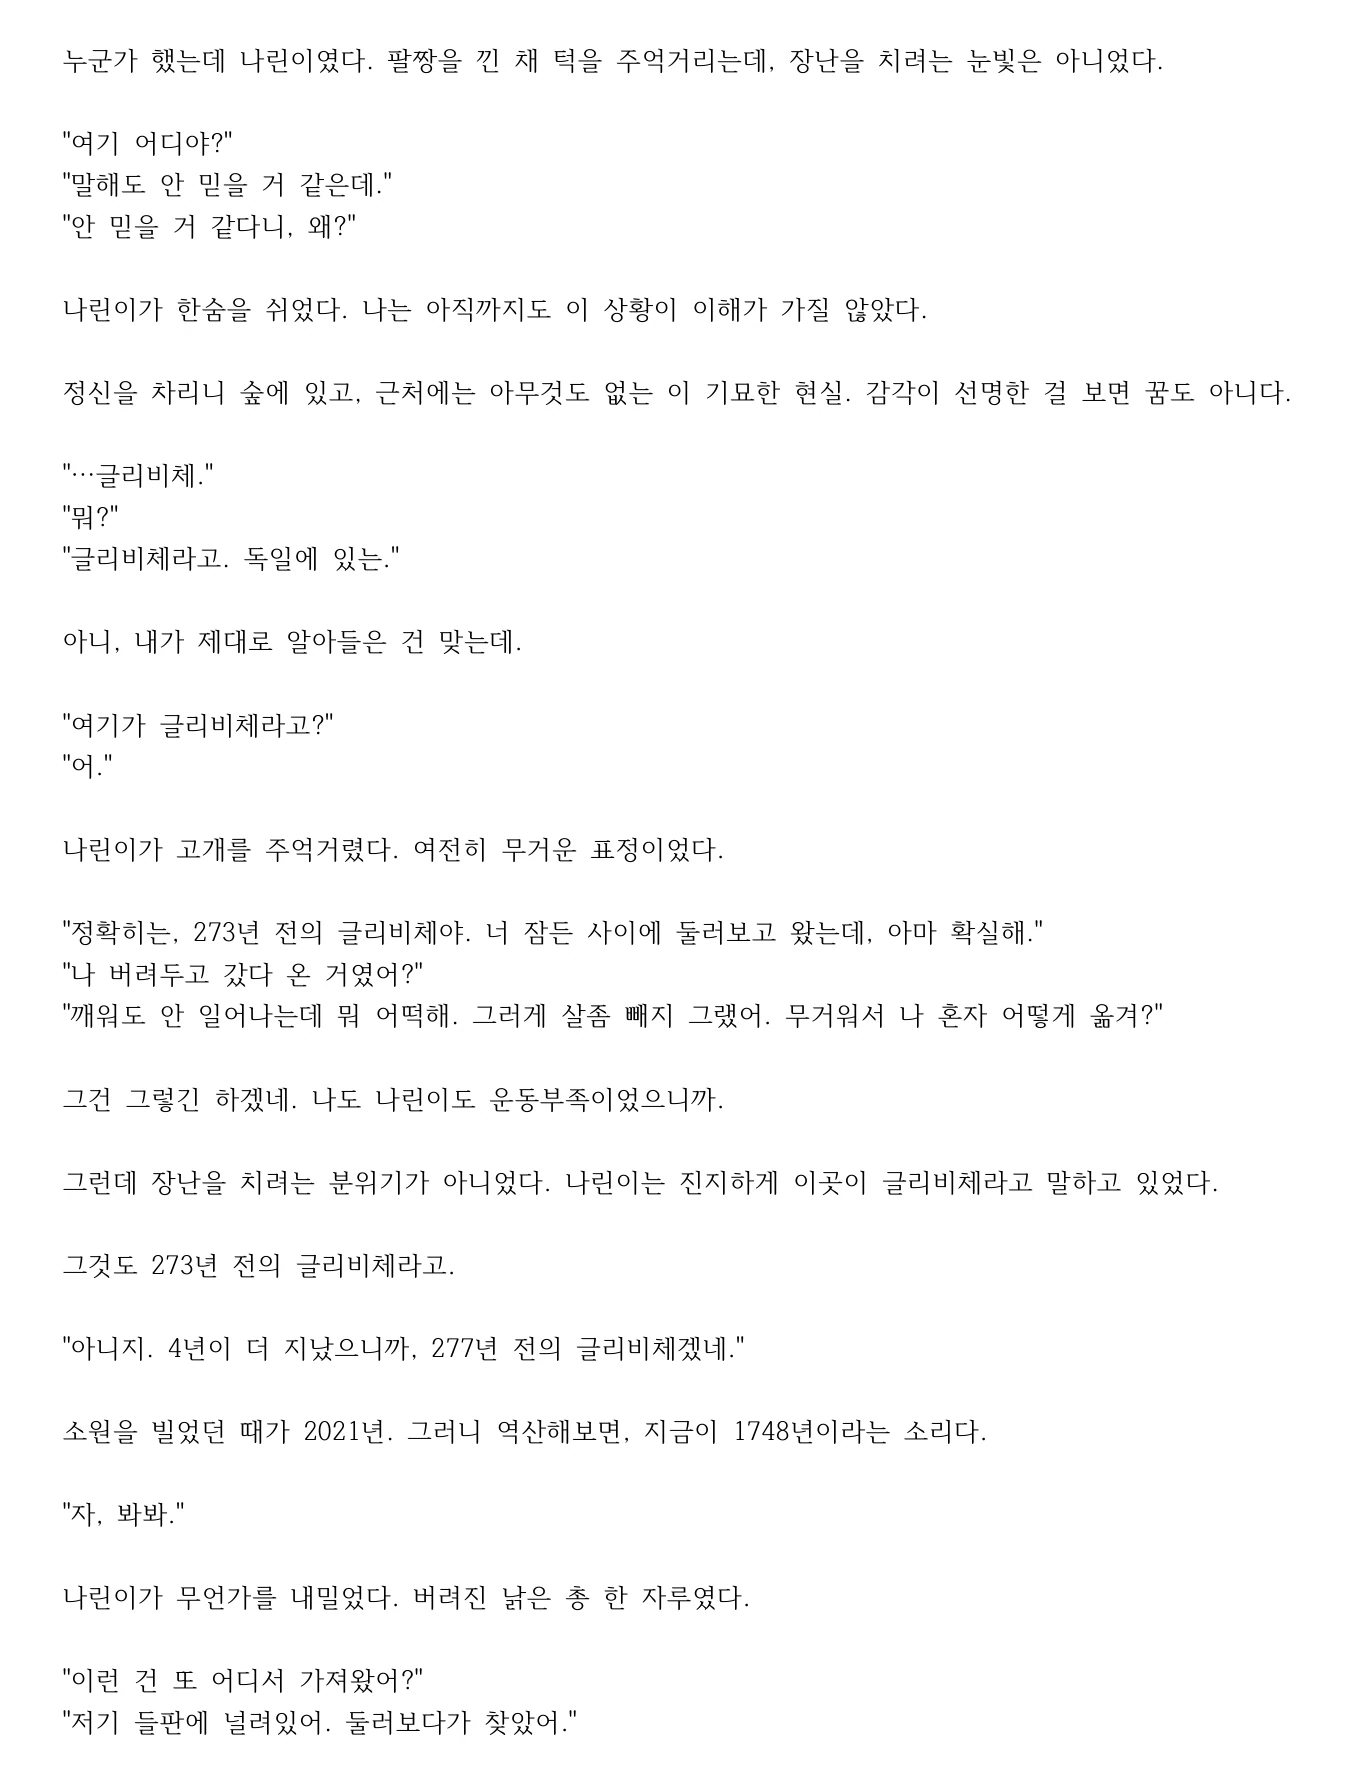 누군가 했는데 나린이였다. 팔짱을 낀 채 턱을 주억거리는데, 장난을 치려는 눈빛은 아니었다.
"여기 어디야?"
"말해도 안 믿을 거 같은데."
"안 믿을 거 같다니, 왜?"
나린이가 한숨을 쉬었다. 나는 아직까지도 이 상황이 이해가 가질 않았다.
정신을 차리니 숲에 있고, 근처에는 아무것도 없는 이 기묘한 현실. 감각이 선명한 걸 보면 꿈도 아니다.
"…글리비체."
"뭐?"
"글리비체라고. 독일에 있는."
아니, 내가 제대로 알아들은 건 맞는데.
"여기가 글리비체라고?"
"어."
나린이가 고개를 주억거렸다. 여전히 무거운 표정이었다.
"정확히는, 273년 전의 글리비체야. 너 잠든 사이에 둘러보고 왔는데, 아마 확실해."
"나 버려두고 갔다 온 거였어?"
"깨워도 안 일어나는데 뭐 어떡해. 그러게 살좀 빼지 그랬어. 무거워서 나 혼자 어떻게 옮겨?"
그건 그렇긴 하겠네. 나도 나린이도 운동부족이었으니까.
그런데 장난을 치려는 분위기가 아니었다. 나린이는 진지하게 이곳이 글리비체라고 말하고 있었다.
그것도 273년 전의 글리비체라고.
"아니지. 4년이 더 지났으니까, 277년 전의 글리비체겠네."
소원을 빌었던 때가 2021년. 그러니 역산해보면, 지금이 1748년이라는 소리다.
"자, 봐봐."
나린이가 무언가를 내밀었다. 버려진 낡은 총 한 자루였다.
"이런 건 또 어디서 가져왔어?"
"저기 들판에 널려있어. 둘러보다가 찾았어."